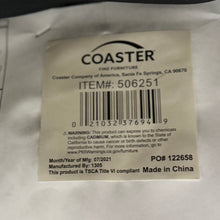 COASTER
FINE FURNITURE
Coaster Company of America, Santa Fe Springs, CA 90670
ITEM#: 506251
0 21032 37694 9
WARNING: This product can expose you to chemicals
including CADMIUM, which is known to the State of
California to cause cancer and birth defects or other
reproductive harm. For more information go to
www.P65Warnings.ca.gov/furniture.
Month/Year of Mfg: 07/2021
Manufactured By: 1305
This product is TSCA Title VI compliant
PO# 122658
Made in China